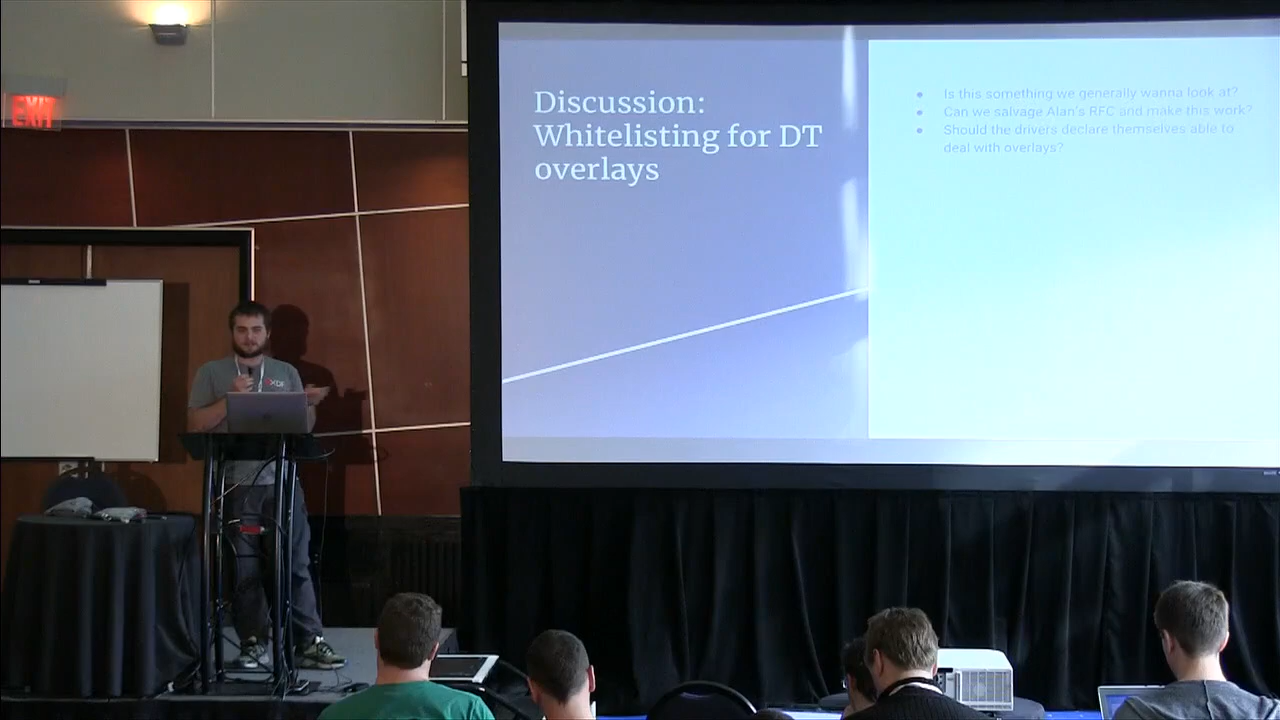 EXIT
Discussion:
Whitelisting for DT
overlays
Is this something we generally wanna look at?
Can we salvage Alan's RFC and make this work?
Should the drivers declare themselves able to
deal with overlays?